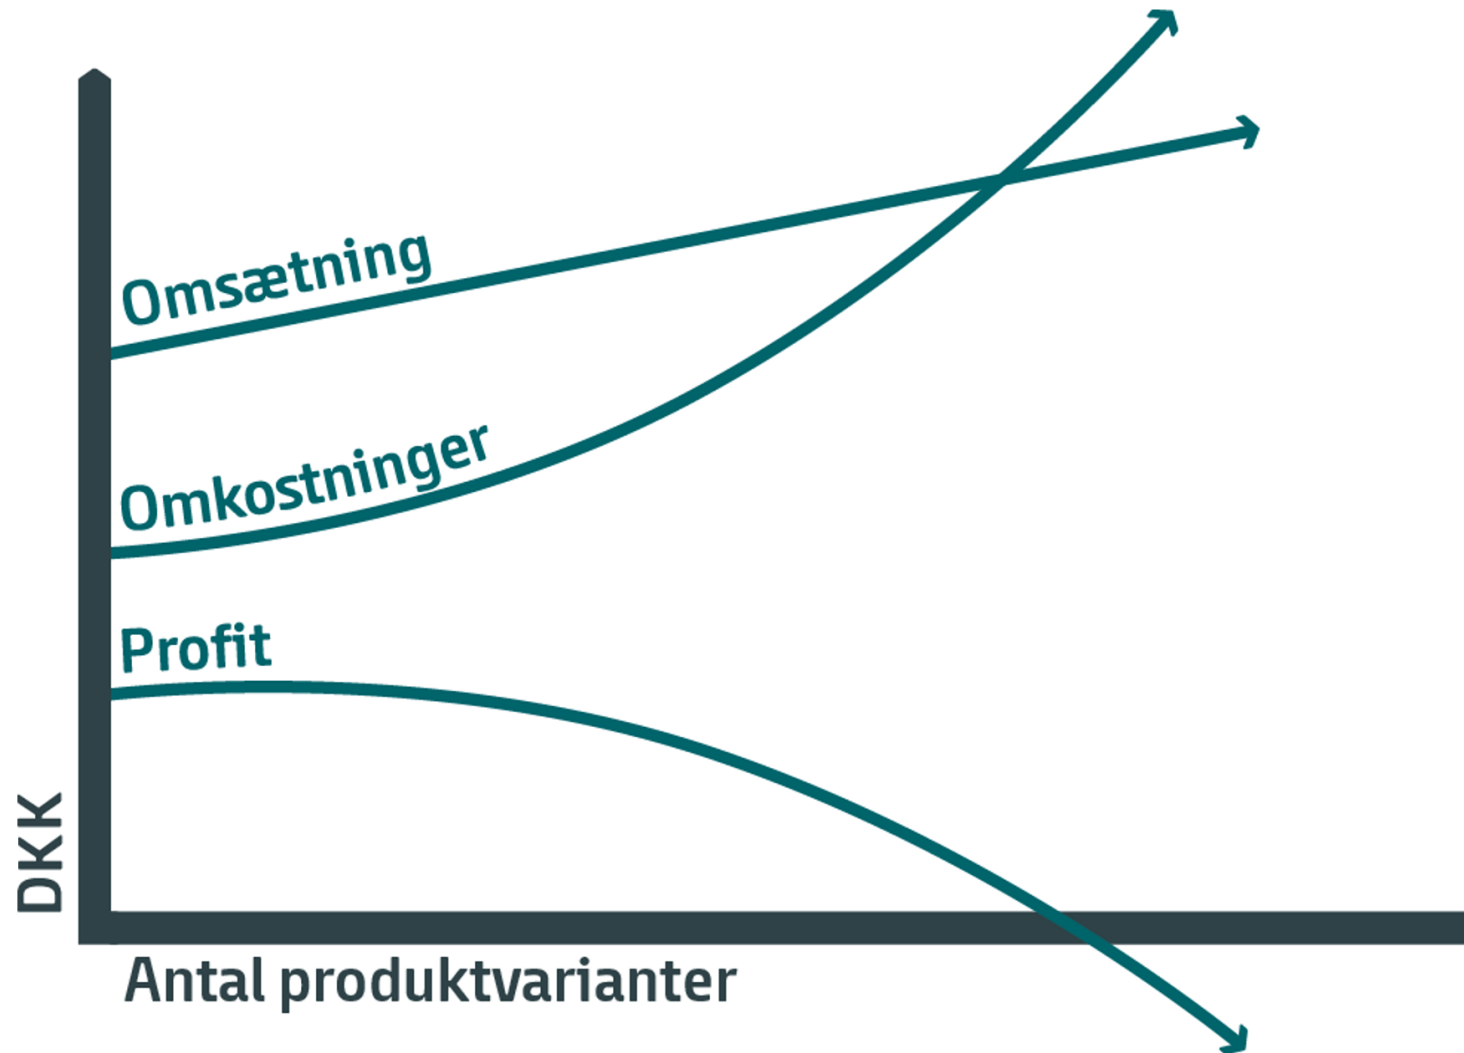 Omsætning
Omkostninger
Profit
DKK
Antal produktvarianter